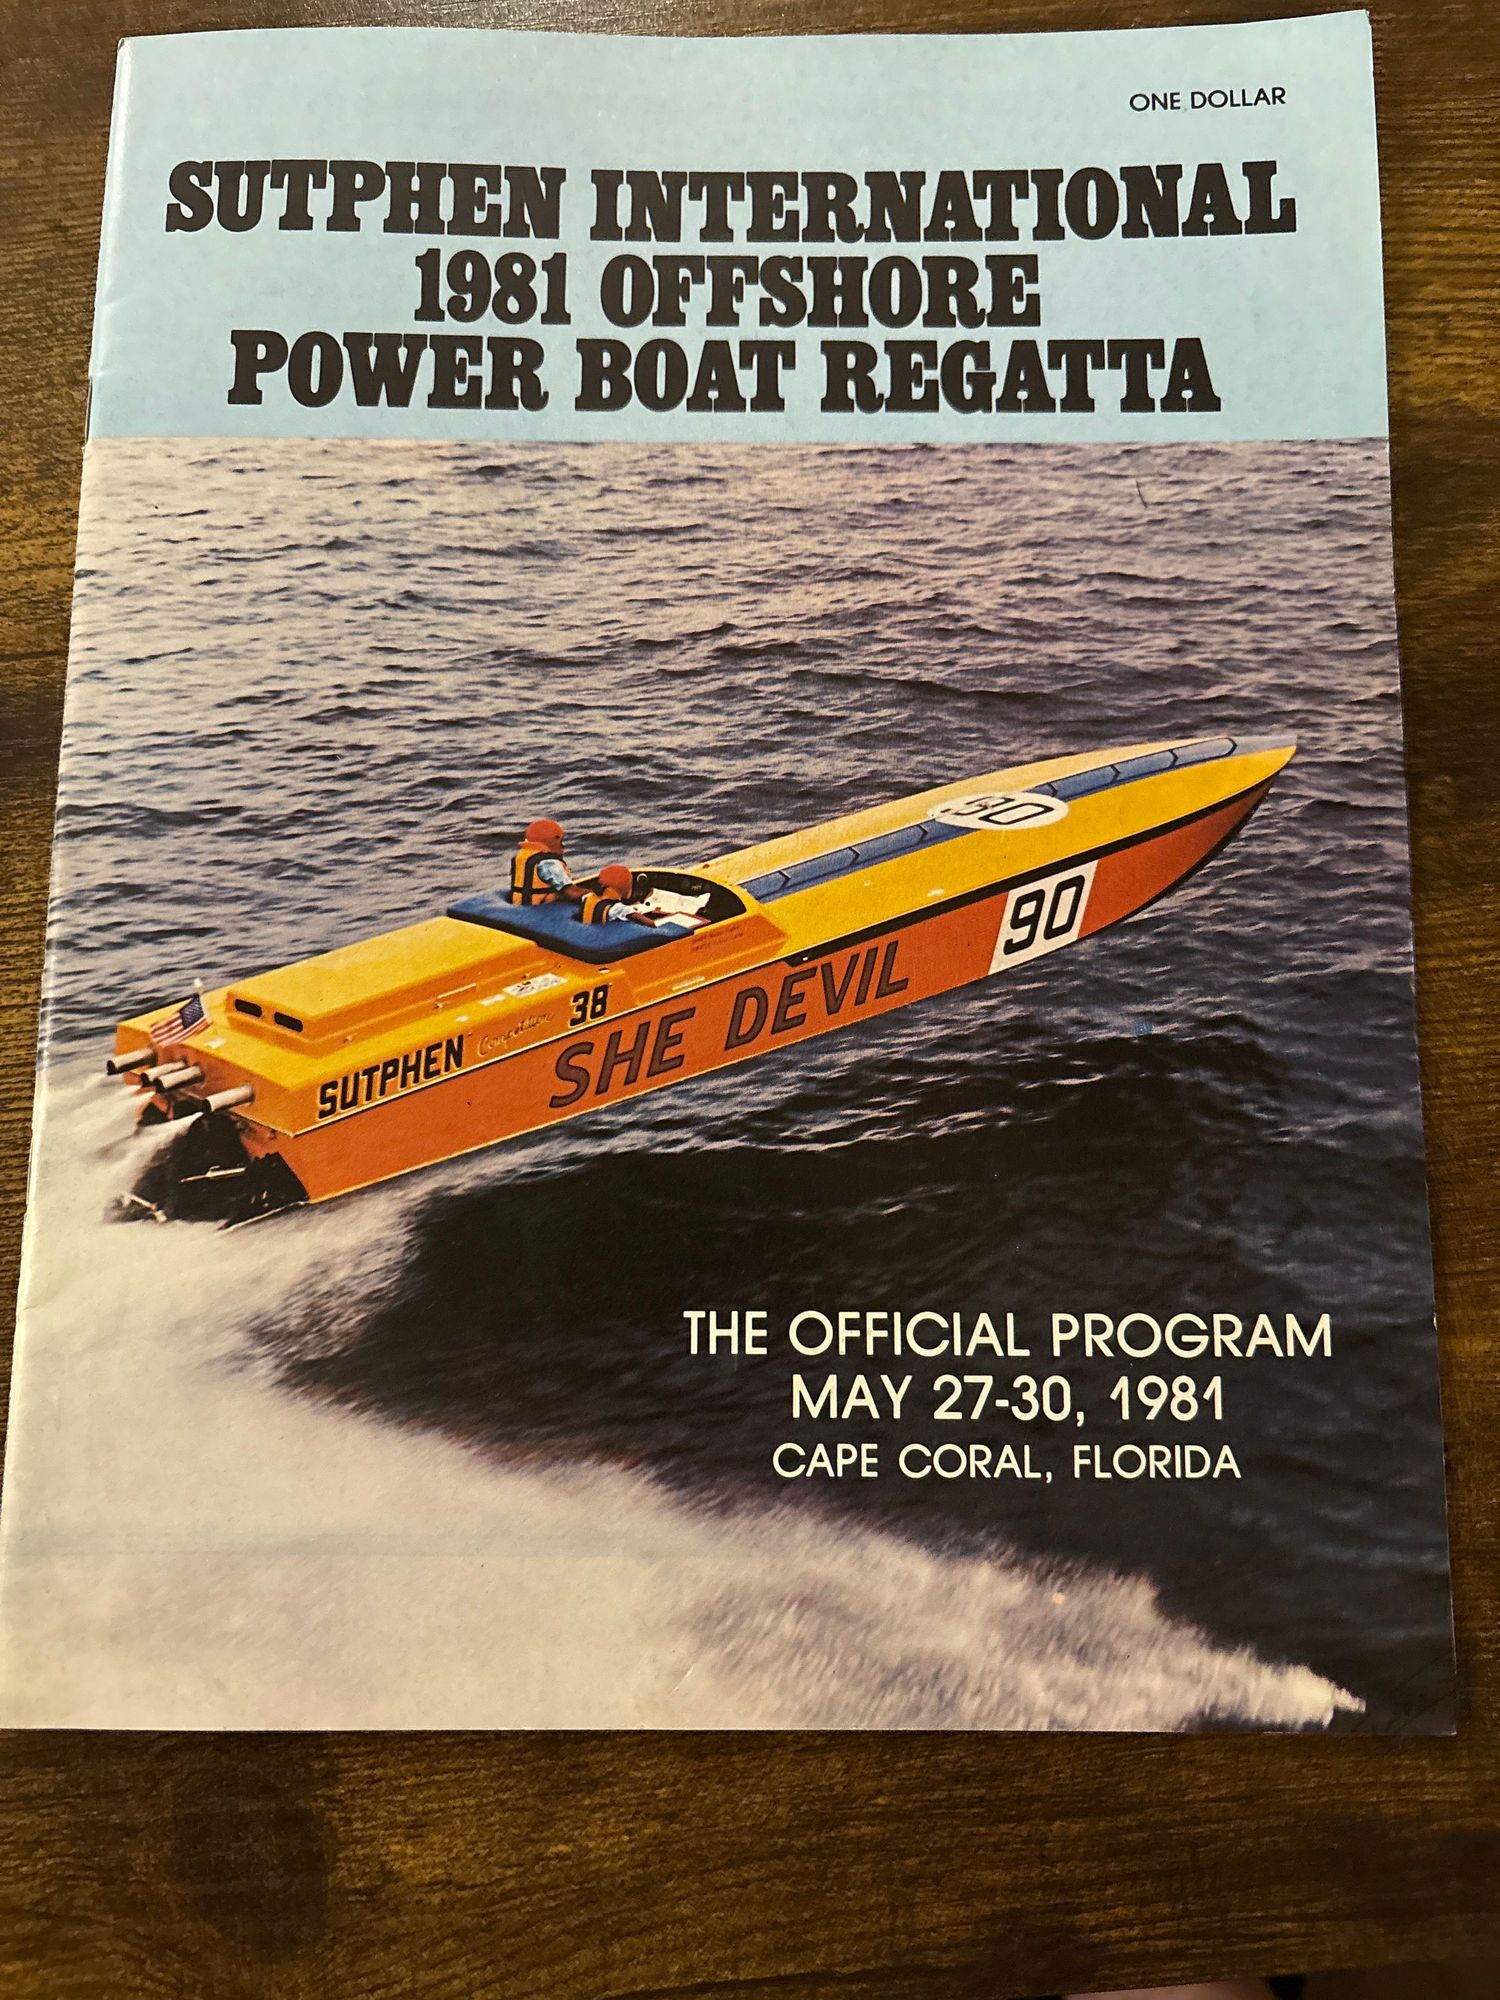 ONE DOLLAR
SUTPHEN INTERNATIONAL
1981 OFFSHORE
POWER BOAT REGATTA
90
90
SUTPHEN Competition 38
SHE DEVIL
THE OFFICIAL PROGRAM
MAY 27-30, 1981
CAPE CORAL, FLORIDA